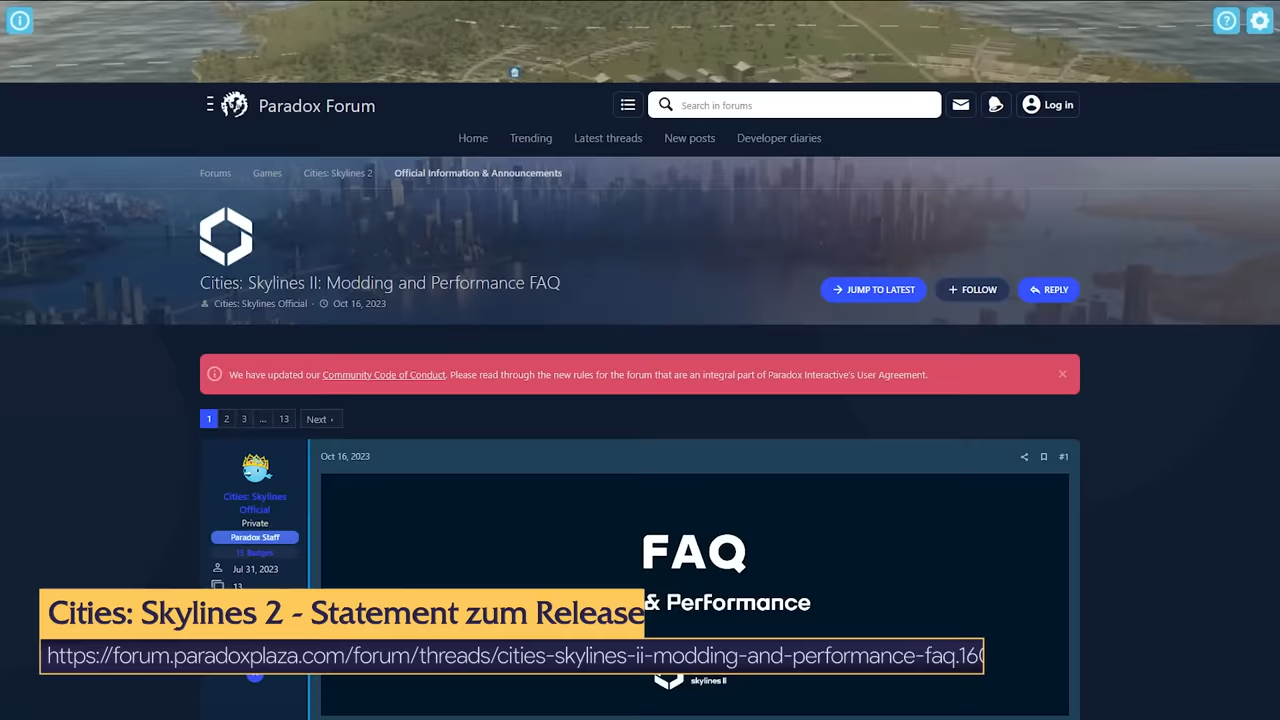 Paradox Forum
Search in forums
Log in
Home Trending Latest threads New posts Developer diaries
Forums Games Cities: Skylines 2 Official Information & Announcements
Cities: Skylines II: Modding and Performance FAQ
Cities: Skylines Official · Oct 16, 2023
JUMP TO LATEST
FOLLOW
REPLY
We have updated our Community Code of Conduct. Please read through the new rules for the forum that are an integral part of Paradox Interactive's User Agreement.
1 2 3 ... 13 Next ›
Oct 16, 2023
#1
Cities: Skylines
Official
Private
Paradox Staff
15 Badges
Jul 31, 2023
13
FAQ
& Performance
Cities: Skylines 2 - Statement zum Release
https://forum.paradoxplaza.com/forum/threads/cities-skylines-ii-modding-and-performance-faq.160
skylines II